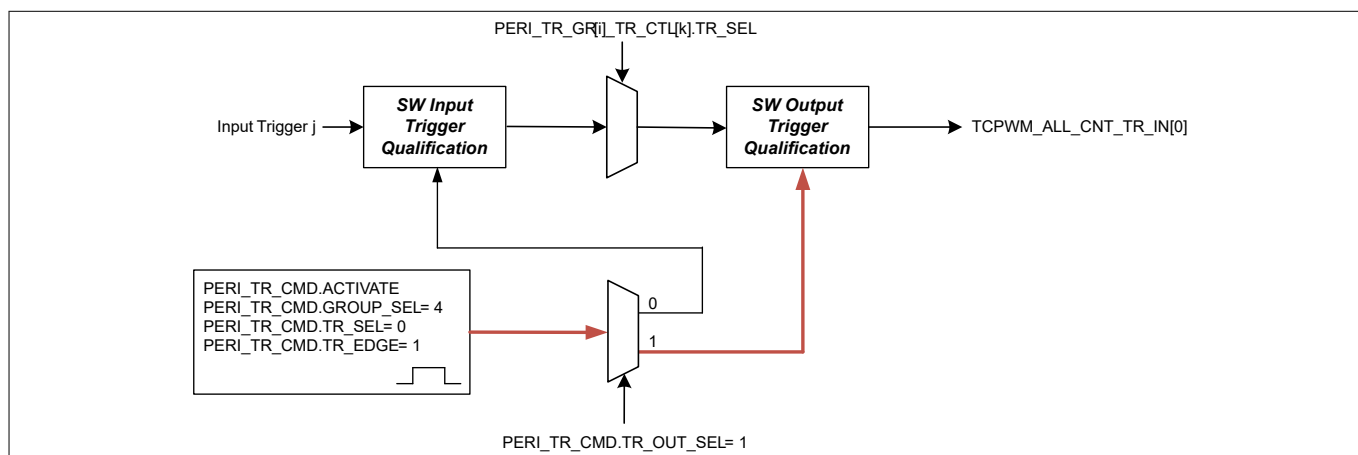 PERI_TR_GR[i]_TR_CTL[k].TR_SEL
SW Input
Trigger
Qualification
SW Output
Trigger
Qualification
Input Trigger j
TCPWM_ALL_CNT_TR_IN[0]
PERI_TR_CMD.ACTIVATE
PERI_TR_CMD.GROUP_SEL= 4
PERI_TR_CMD.TR_SEL= 0
PERI_TR_CMD.TR_EDGE= 1
0
1
PERI_TR_CMD.TR_OUT_SEL= 1